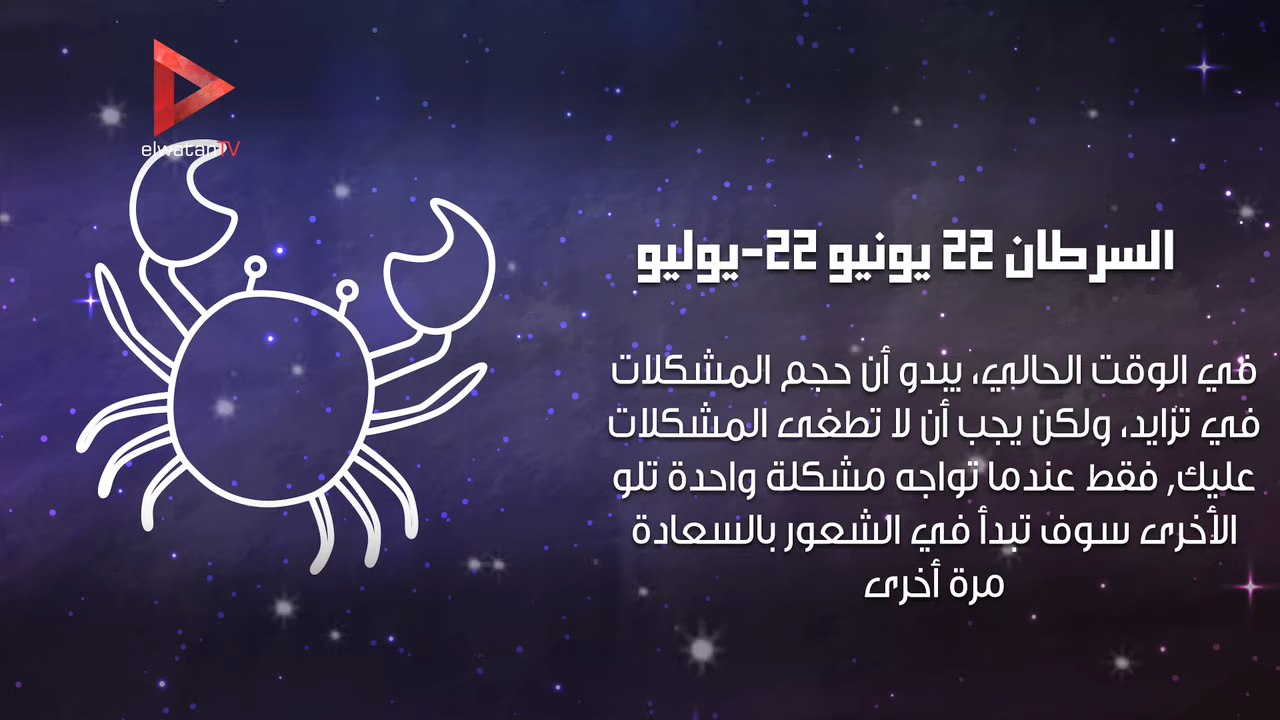 elwatanTV
السرطان 22 يونيو 22-يوليو
في الوقت الحالي، يبدو أن حجم المشكلات
في تزايد، ولكن يجب أن لا تطغى المشكلات
عليك, فقط عندما تواجه مشكلة واحدة تلو
الأخرى سوف تبدأ في الشعور بالسعادة
مرة أخرى